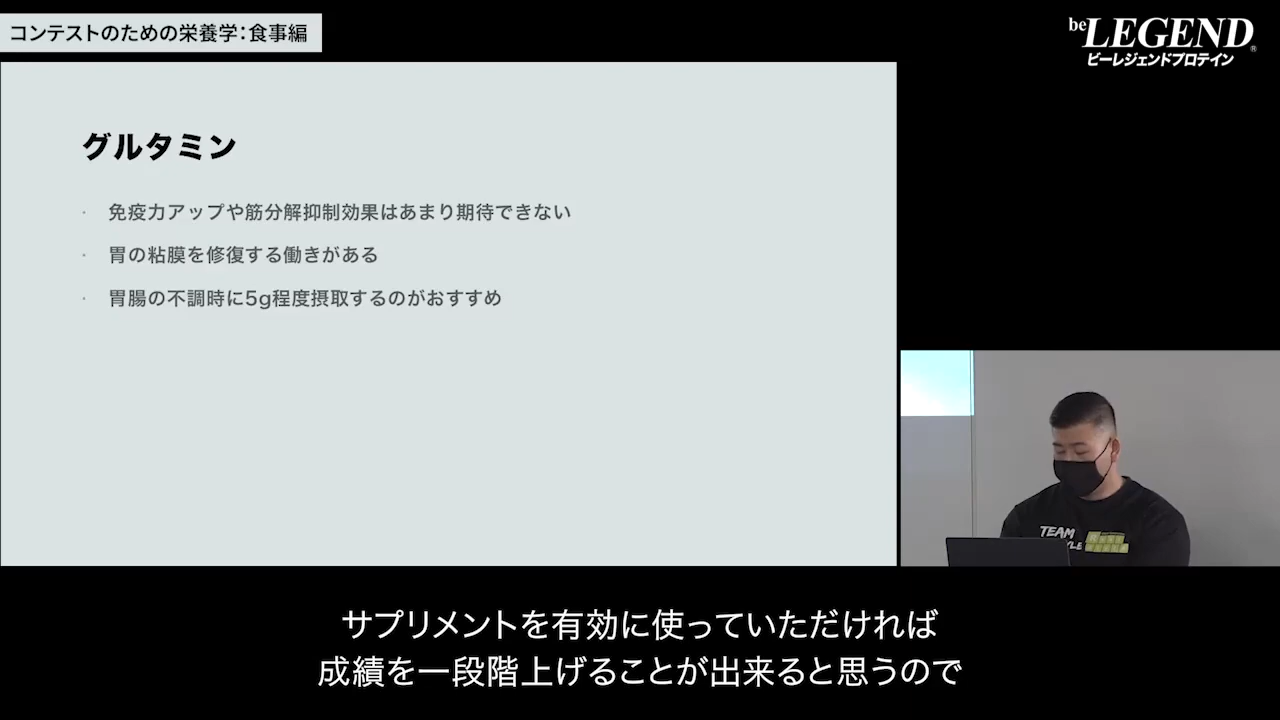 コンテストのための栄養学：食事編
be LEGEND®
ビーレジェンドプロテイン
グルタミン
・ 免疫力アップや筋分解抑制効果はあまり期待できない
・ 胃の粘膜を修復する働きがある
・ 胃腸の不調時に5g程度摂取するのがおすすめ
TEAM
サプリメントを有効に使っていただければ
成績を一段階上げることが出来ると思うので